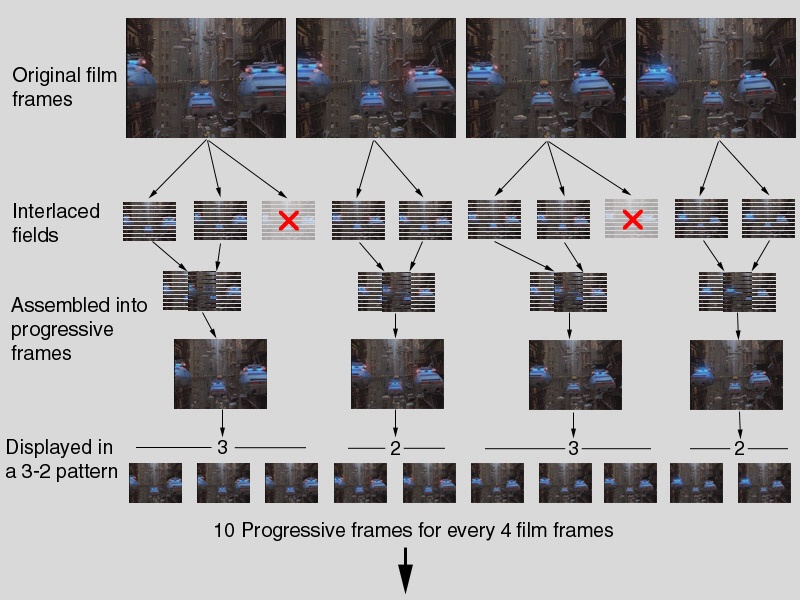 Original film
frames
Interlaced
fields
Assembled into
progressive
frames
Displayed in
a 3-2 pattern
3
2
3
2
10 Progressive frames for every 4 film frames